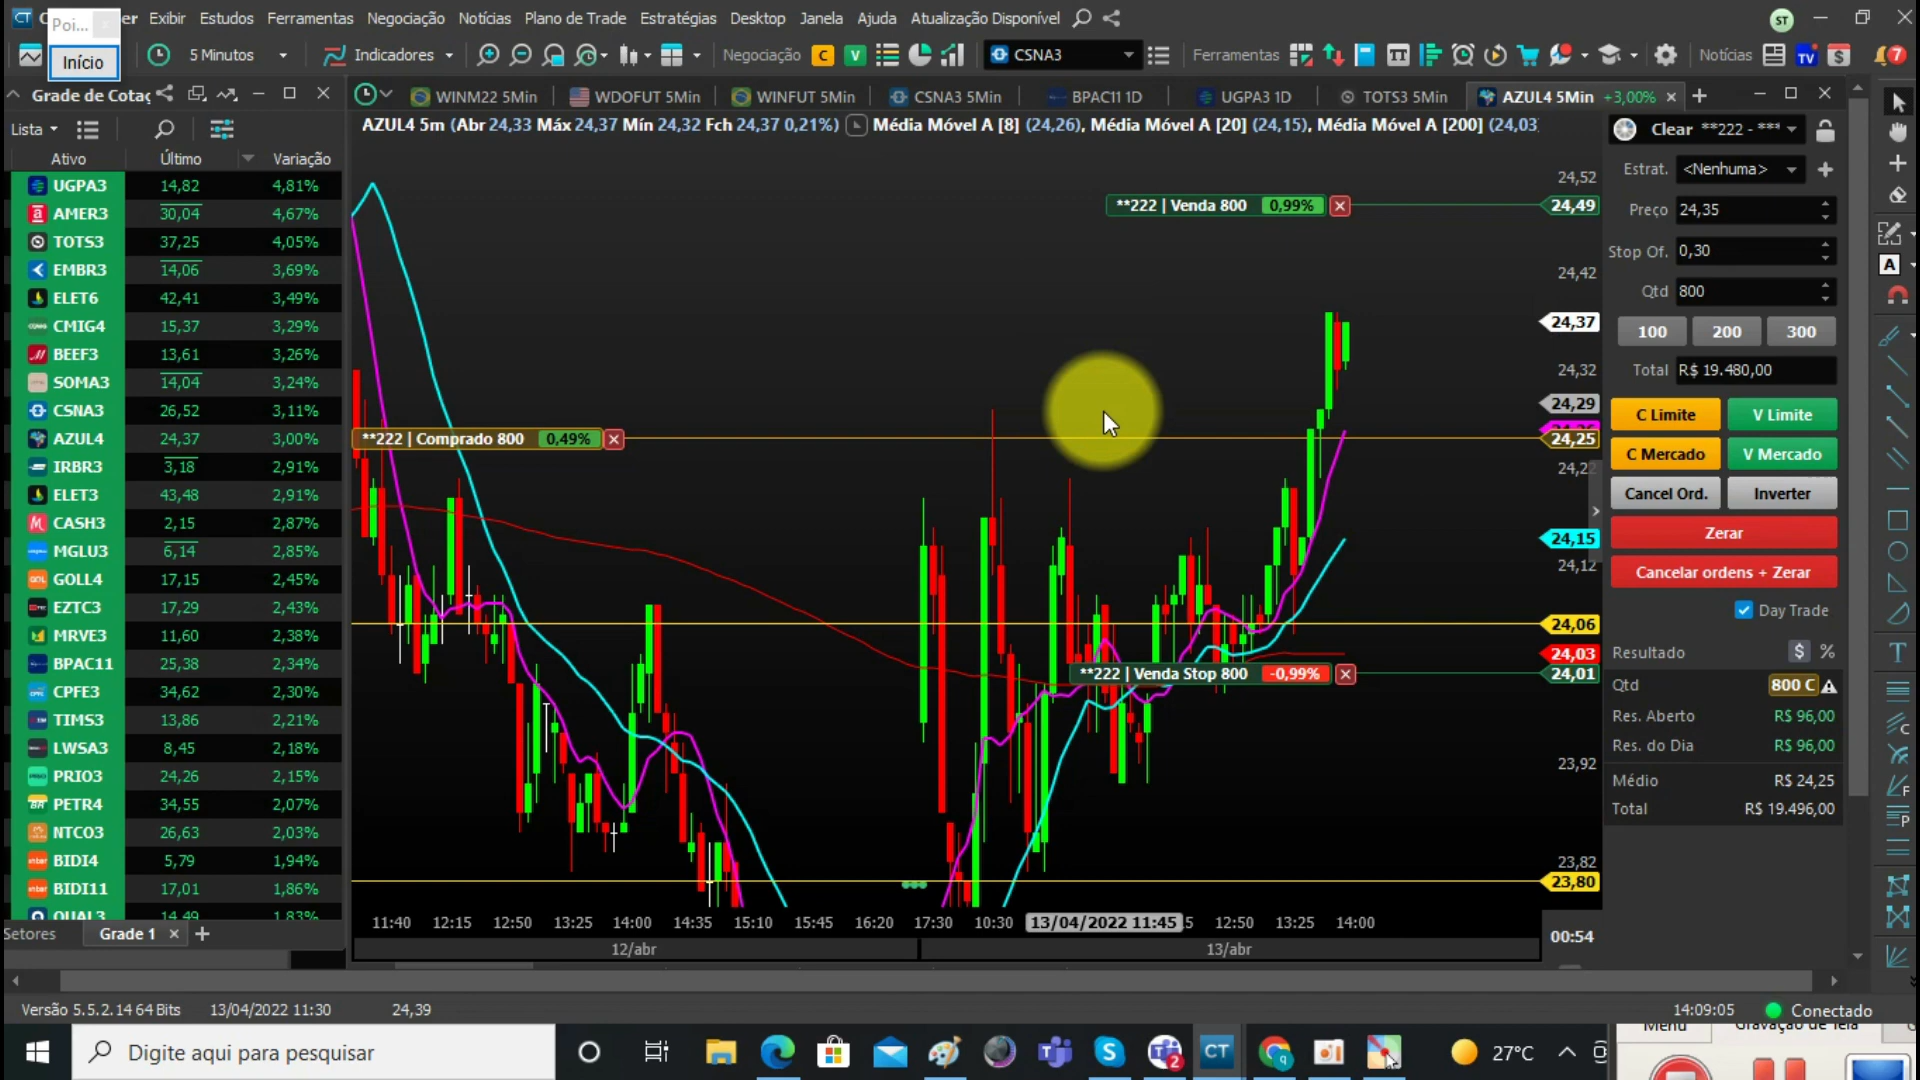 Poi...
Início
er Exibir Estudos Ferramentas Negociação Notícias Plano de Trade Estratégias Desktop Janela Ajuda Atualização Disponível
ST
5 Minutos
Indicadores
Negociação
C
V
CSNA3
Ferramentas
Notícias
7
Grade de Cotaç
WINM22 5Min
WDOFUT 5Min
WINFUT 5Min
CSNA3 5Min
BPAC11 1D
UGPA3 1D
TOTS3 5Min
AZUL4 5Min +3,00%
Lista
AZUL4 5m (Abr 24,33 Máx 24,37 Mín 24,32 Fch 24,37 0,21%) Média Móvel A [8] (24,26), Média Móvel A [20] (24,15), Média Móvel A [200] (24,03
Ativo Último Variação
UGPA3 14,82 4,81%
AMER3 30,04 4,67%
TOTS3 37,25 4,05%
EMBR3 14,06 3,69%
ELET6 42,41 3,49%
CMIG4 15,37 3,29%
BEEF3 13,61 3,26%
SOMA3 14,04 3,24%
CSNA3 26,52 3,11%
AZUL4 24,37 3,00%
IRBR3 3,18 2,91%
ELET3 43,48 2,91%
CASH3 2,15 2,87%
MGLU3 6,14 2,85%
GOLL4 17,15 2,45%
EZTC3 17,29 2,43%
MRVE3 11,60 2,38%
BPAC11 25,38 2,34%
CPFE3 34,62 2,30%
TIMS3 13,86 2,21%
LWSA3 8,45 2,18%
PRIO3 24,26 2,15%
PETR4 34,55 2,07%
NTCO3 26,63 2,03%
BIDI4 5,79 1,94%
BIDI11 17,01 1,86%
QUAL3 14,49 1,83%
Setores
Grade 1
**222 | Venda 800 0,99%
**222 | Comprado 800 0,49%
**222 | Venda Stop 800 -0,99%
24,52
24,49
24,42
24,37
24,32
24,29
24,25
24,22
24,15
24,12
24,06
24,03
24,01
23,92
23,82
23,80
11:40 12:15 12:50 13:25 14:00 14:35 15:10 15:45 16:20 17:30 10:30 13/04/2022 11:45 5 12:50 13:25 14:00
12/abr
13/abr
00:54
Clear **222 - ***
Estrat. <Nenhuma>
Preço 24,35
Stop Of. 0,30
Qtd 800
100 200 300
Total R$ 19.480,00
C Limite V Limite
C Mercado V Mercado
Cancel Ord. Inverter
Zerar
Cancelar ordens + Zerar
Day Trade
Resultado $ %
Qtd 800 C
Res. Aberto R$ 96,00
Res. do Dia R$ 96,00
Médio R$ 24,25
Total R$ 19.496,00
Versão 5.5.2.14 64 Bits 13/04/2022 11:30 24,39
14:09:05 Conectado
Digite aqui para pesquisar
CT
2
27°C
Menu
Gravação de Tela